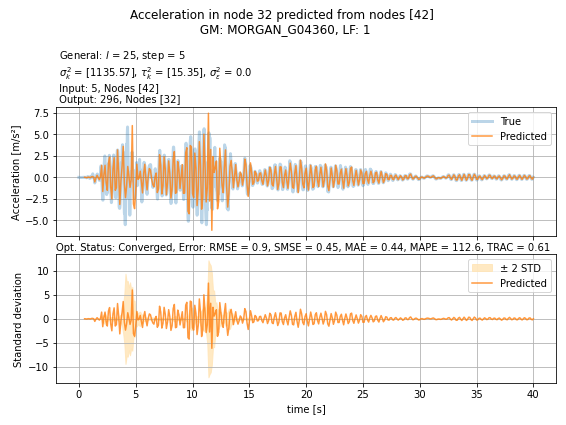 Acceleration in node 32 predicted from nodes [42]
GM: MORGAN_G04360, LF: 1
General: l = 25, step = 5
σ²ₖ = [1135.57], τ²ₖ = [15.35], σ²ε = 0.0
Input: 5, Nodes [42]
Output: 296, Nodes [32]
7.5
5.0
2.5
0.0
−2.5
−5.0
Acceleration [m/s²]
True
Predicted
Opt. Status: Converged, Error: RMSE = 0.9, SMSE = 0.45, MAE = 0.44, MAPE = 112.6, TRAC = 0.61
10
5
0
−5
−10
Standard deviation
± 2 STD
Predicted
0 5 10 15 20 25 30 35 40
time [s]